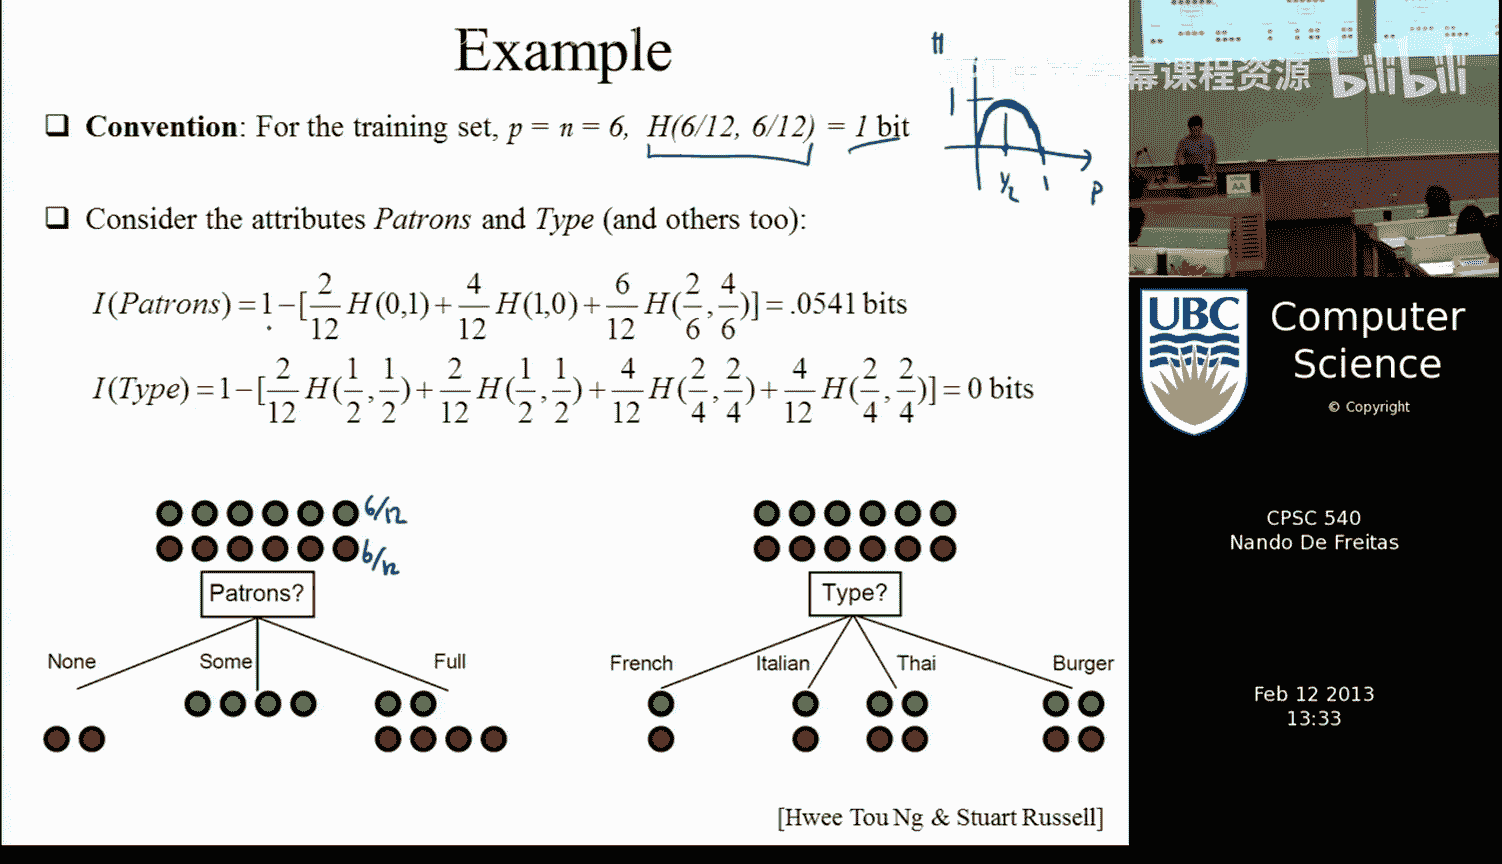 Example
H
1
1/2
1
P
❑ Convention: For the training set, p = n = 6, H(6/12, 6/12) = 1 bit
❑ Consider the attributes Patrons and Type (and others too):
I(Patrons) = 1 − [2/12 H(0,1) + 4/12 H(1,0) + 6/12 H(2/6, 4/6)] = .0541 bits
I(Type) = 1 − [2/12 H(1/2, 1/2) + 2/12 H(1/2, 1/2) + 4/12 H(2/4, 2/4) + 4/12 H(2/4, 2/4)] = 0 bits
6/12
6/12
Patrons?
None Some Full
Type?
French Italian Thai Burger
[Hwee Tou Ng & Stuart Russell]
幕课程资源 bilibili
AA
UBC
Computer
Science
© Copyright
CPSC 540
Nando De Freitas
Feb 12 2013
13:33